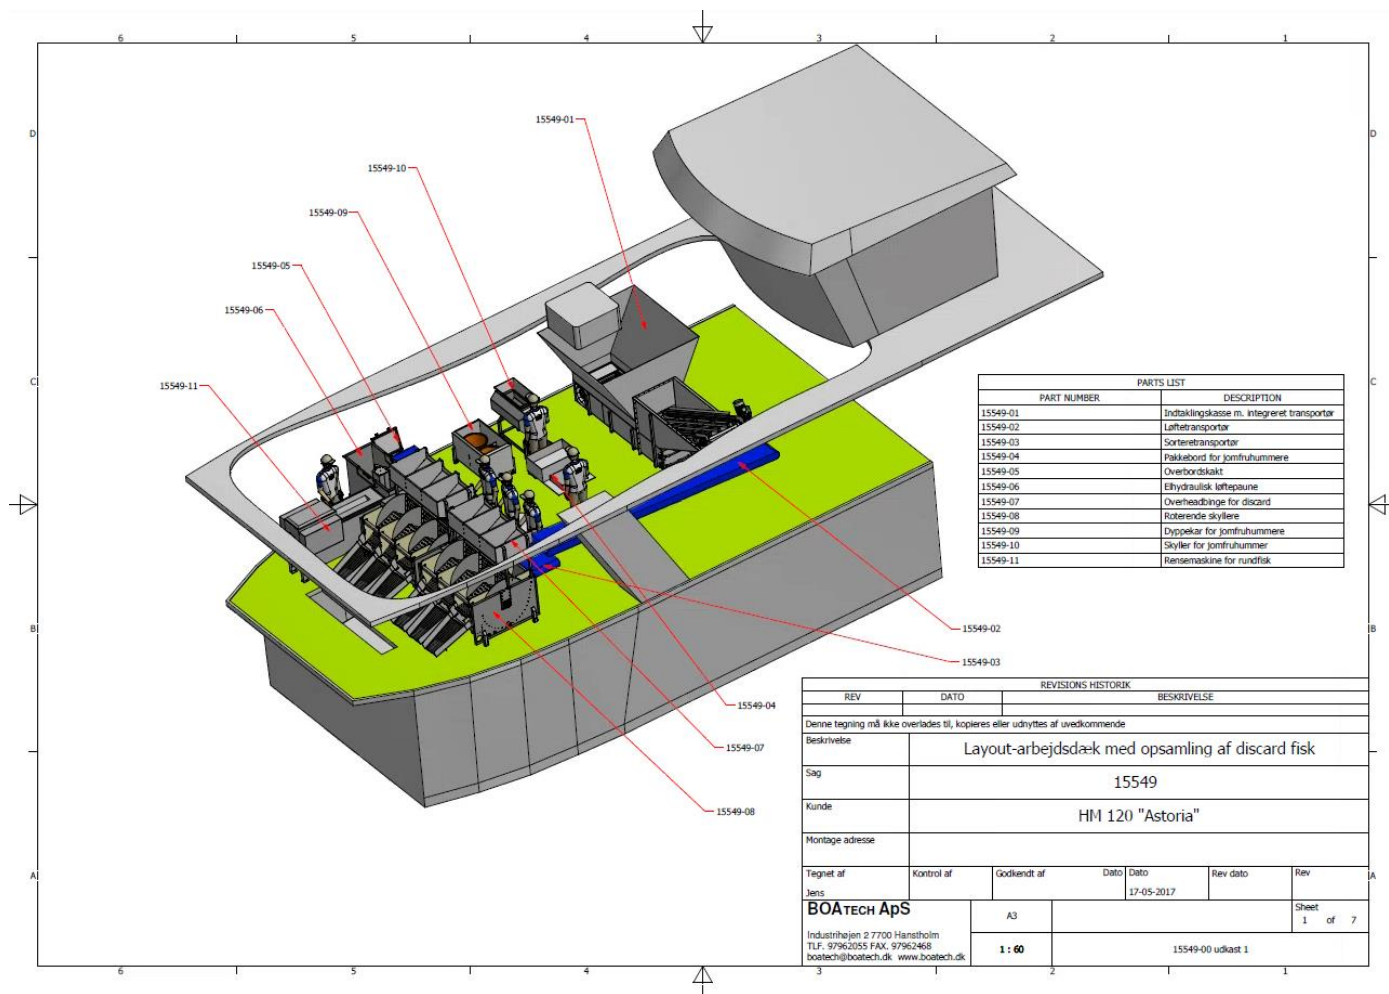 6 5 4 3 2 1
D D
15549-01
15549-10
15549-09
15549-05
15549-06
15549-11
C C
PARTS LIST
PART NUMBER DESCRIPTION
15549-01 Indtaklingskasse m. integreret transportør
15549-02 Løftetransportør
15549-03 Sorteretransportør
15549-04 Pakkebord for jomfruhummere
15549-05 Overbordskakt
15549-06 Elhydraulisk løftepaune
15549-07 Overheadbinge for discard
15549-08 Roterende skyllere
15549-09 Dyppekar for jomfruhummere
15549-10 Skyller for jomfruhummer
15549-11 Rensemaskine for rundfisk
B B
15549-02
15549-03
15549-04
15549-07
15549-08
REVISIONS HISTORIK
REV DATO BESKRIVELSE
Denne tegning må ikke overlades til, kopieres eller udnyttes af uvedkommende
Beskrivelse Layout-arbejdsdæk med opsamling af discard fisk
Sag 15549
Kunde HM 120 "Astoria"
Montage adresse
A A
Tegnet af Kontrol af Godkendt af Dato Dato Rev dato Rev
Jens 17-05-2017
BOATECH ApS A3 Sheet
1 of 7
Industrihøjen 2 7700 Hanstholm
TLF. 97962055 FAX. 97962468
boatech@boatech.dk www.boatech.dk
1 : 60 15549-00 udkast 1
6 5 4 3 2 1